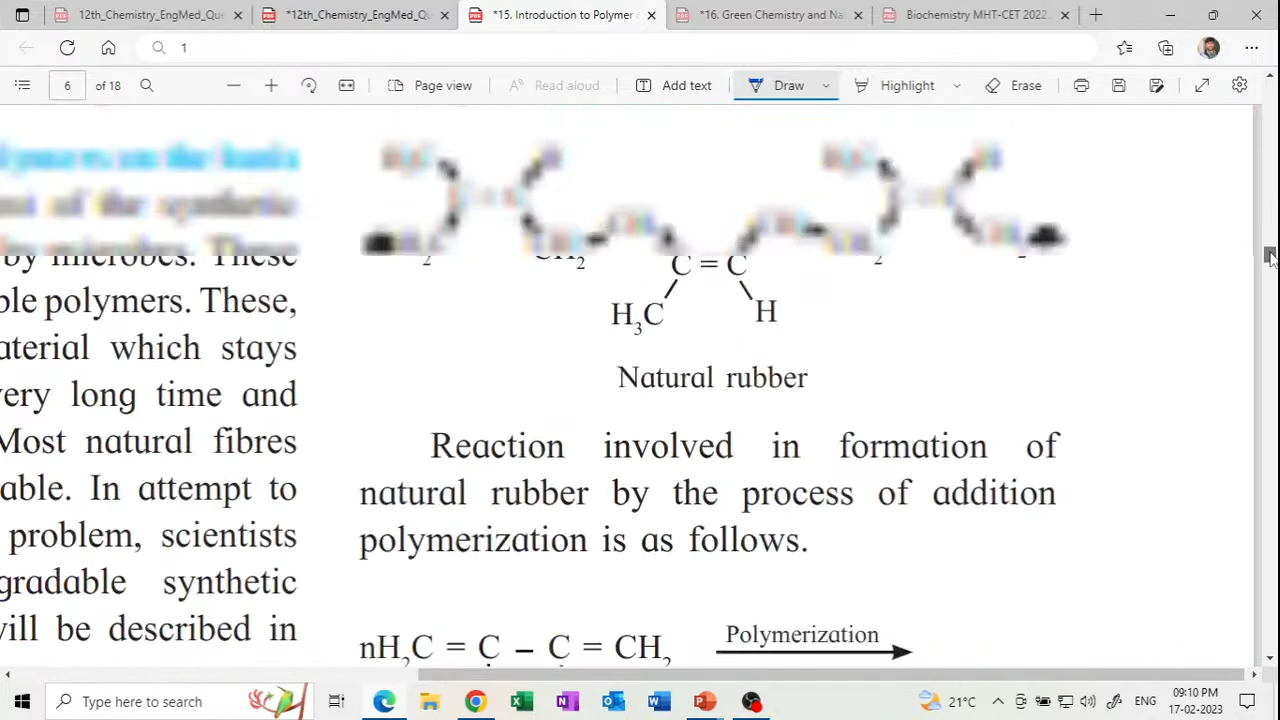 12th_Chemistry_EngMed_Que
*12th_Chemistry_EngMed_Qu
*15. Introduction to Polymer
*16. Green Chemistry and Na
Biochemistry MHT-CET 2022
1
6 of 18
Page view
Read aloud
Add text
Draw
Highlight
Erase
by microbes. These
ble polymers. These,
aterial which stays
very long time and
Most natural fibres
able. In attempt to
problem, scientists
gradable synthetic
will be described in
CH2
C = C
H3C H
Natural rubber
Reaction involved in formation of
natural rubber by the process of addition
polymerization is as follows.
nH2C = C – C = CH2 Polymerization
Type here to search
21°C
ENG
09:10 PM
17-02-2023